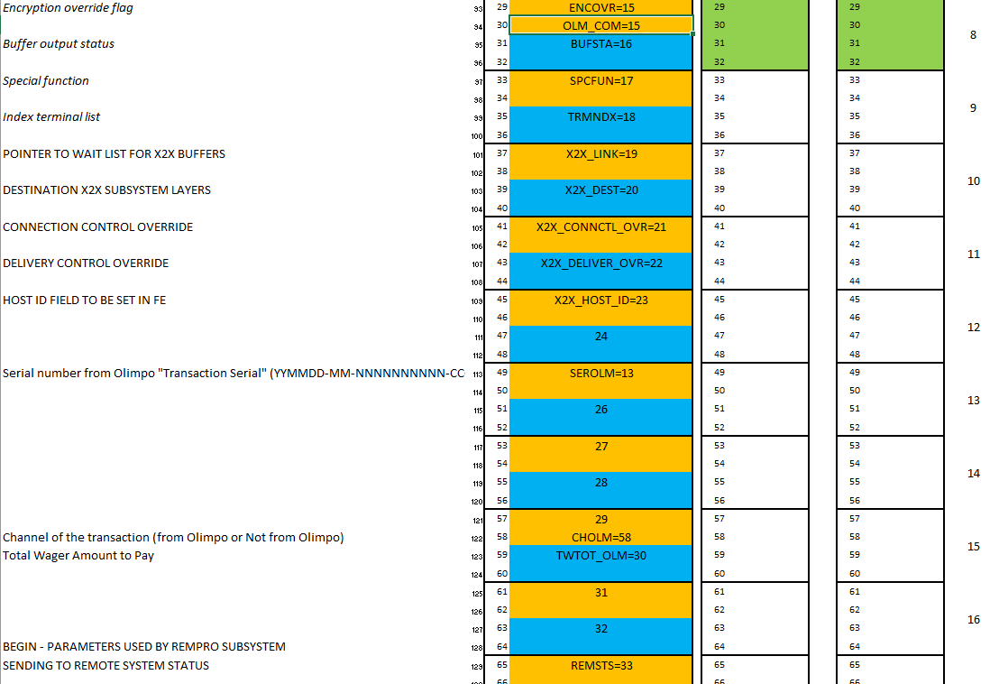 Encryption override flag 93 29 ENCOVR=15 29 29
94 30 OLM_COM=15 30 30 8
Buffer output status 95 31 BUFSTA=16 31 31
96 32 32 32
Special function 97 33 SPCFUN=17 33 33
98 34 34 34 9
Index terminal list 99 35 TRMNDX=18 35 35
100 36 36 36
POINTER TO WAIT LIST FOR X2X BUFFERS 101 37 X2X_LINK=19 37 37
102 38 38 38 10
DESTINATION X2X SUBSYSTEM LAYERS 103 39 X2X_DEST=20 39 39
104 40 40 40
CONNECTION CONTROL OVERRIDE 105 41 X2X_CONNCTL_OVR=21 41 41
106 42 42 42 11
DELIVERY CONTROL OVERRIDE 107 43 X2X_DELIVER_OVR=22 43 43
108 44 44 44
HOST ID FIELD TO BE SET IN FE 109 45 X2X_HOST_ID=23 45 45
110 46 46 46 12
111 47 24 47 47
112 48 48 48
Serial number from Olimpo "Transaction Serial" (YYMMDD-MM-NNNNNNNNNN-CC 113 49 SEROLM=13 49 49
114 50 50 50 13
115 51 26 51 51
116 52 52 52
117 53 27 53 53
118 54 54 54 14
119 55 28 55 55
120 56 56 56
121 57 29 57 57
Channel of the transaction (from Olimpo or Not from Olimpo) 122 58 CHOLM=58 58 58 15
Total Wager Amount to Pay 123 59 TWTOT_OLM=30 59 59
124 60 60 60
125 61 31 61 61
126 62 62 62 16
127 63 32 63 63
BEGIN - PARAMETERS USED BY REMPRO SUBSYSTEM 128 64 64 64
SENDING TO REMOTE SYSTEM STATUS 129 65 REMSTS=33 65 65
66 66 66